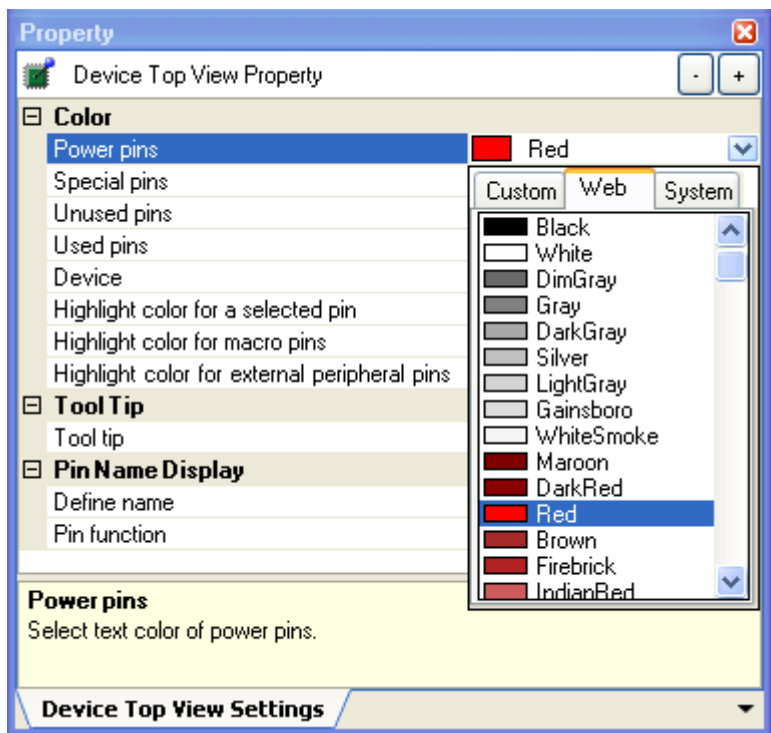 Property
Device Top View Property
- +
Color
Power pins Red
Special pins
Unused pins
Used pins
Device
Highlight color for a selected pin
Highlight color for macro pins
Highlight color for external peripheral pins
Tool Tip
Tool tip
Pin Name Display
Define name
Pin function
Custom Web System
Black
White
DimGray
Gray
DarkGray
Silver
LightGray
Gainsboro
WhiteSmoke
Maroon
DarkRed
Red
Brown
Firebrick
IndianRed
Power pins
Select text color of power pins.
Device Top View Settings